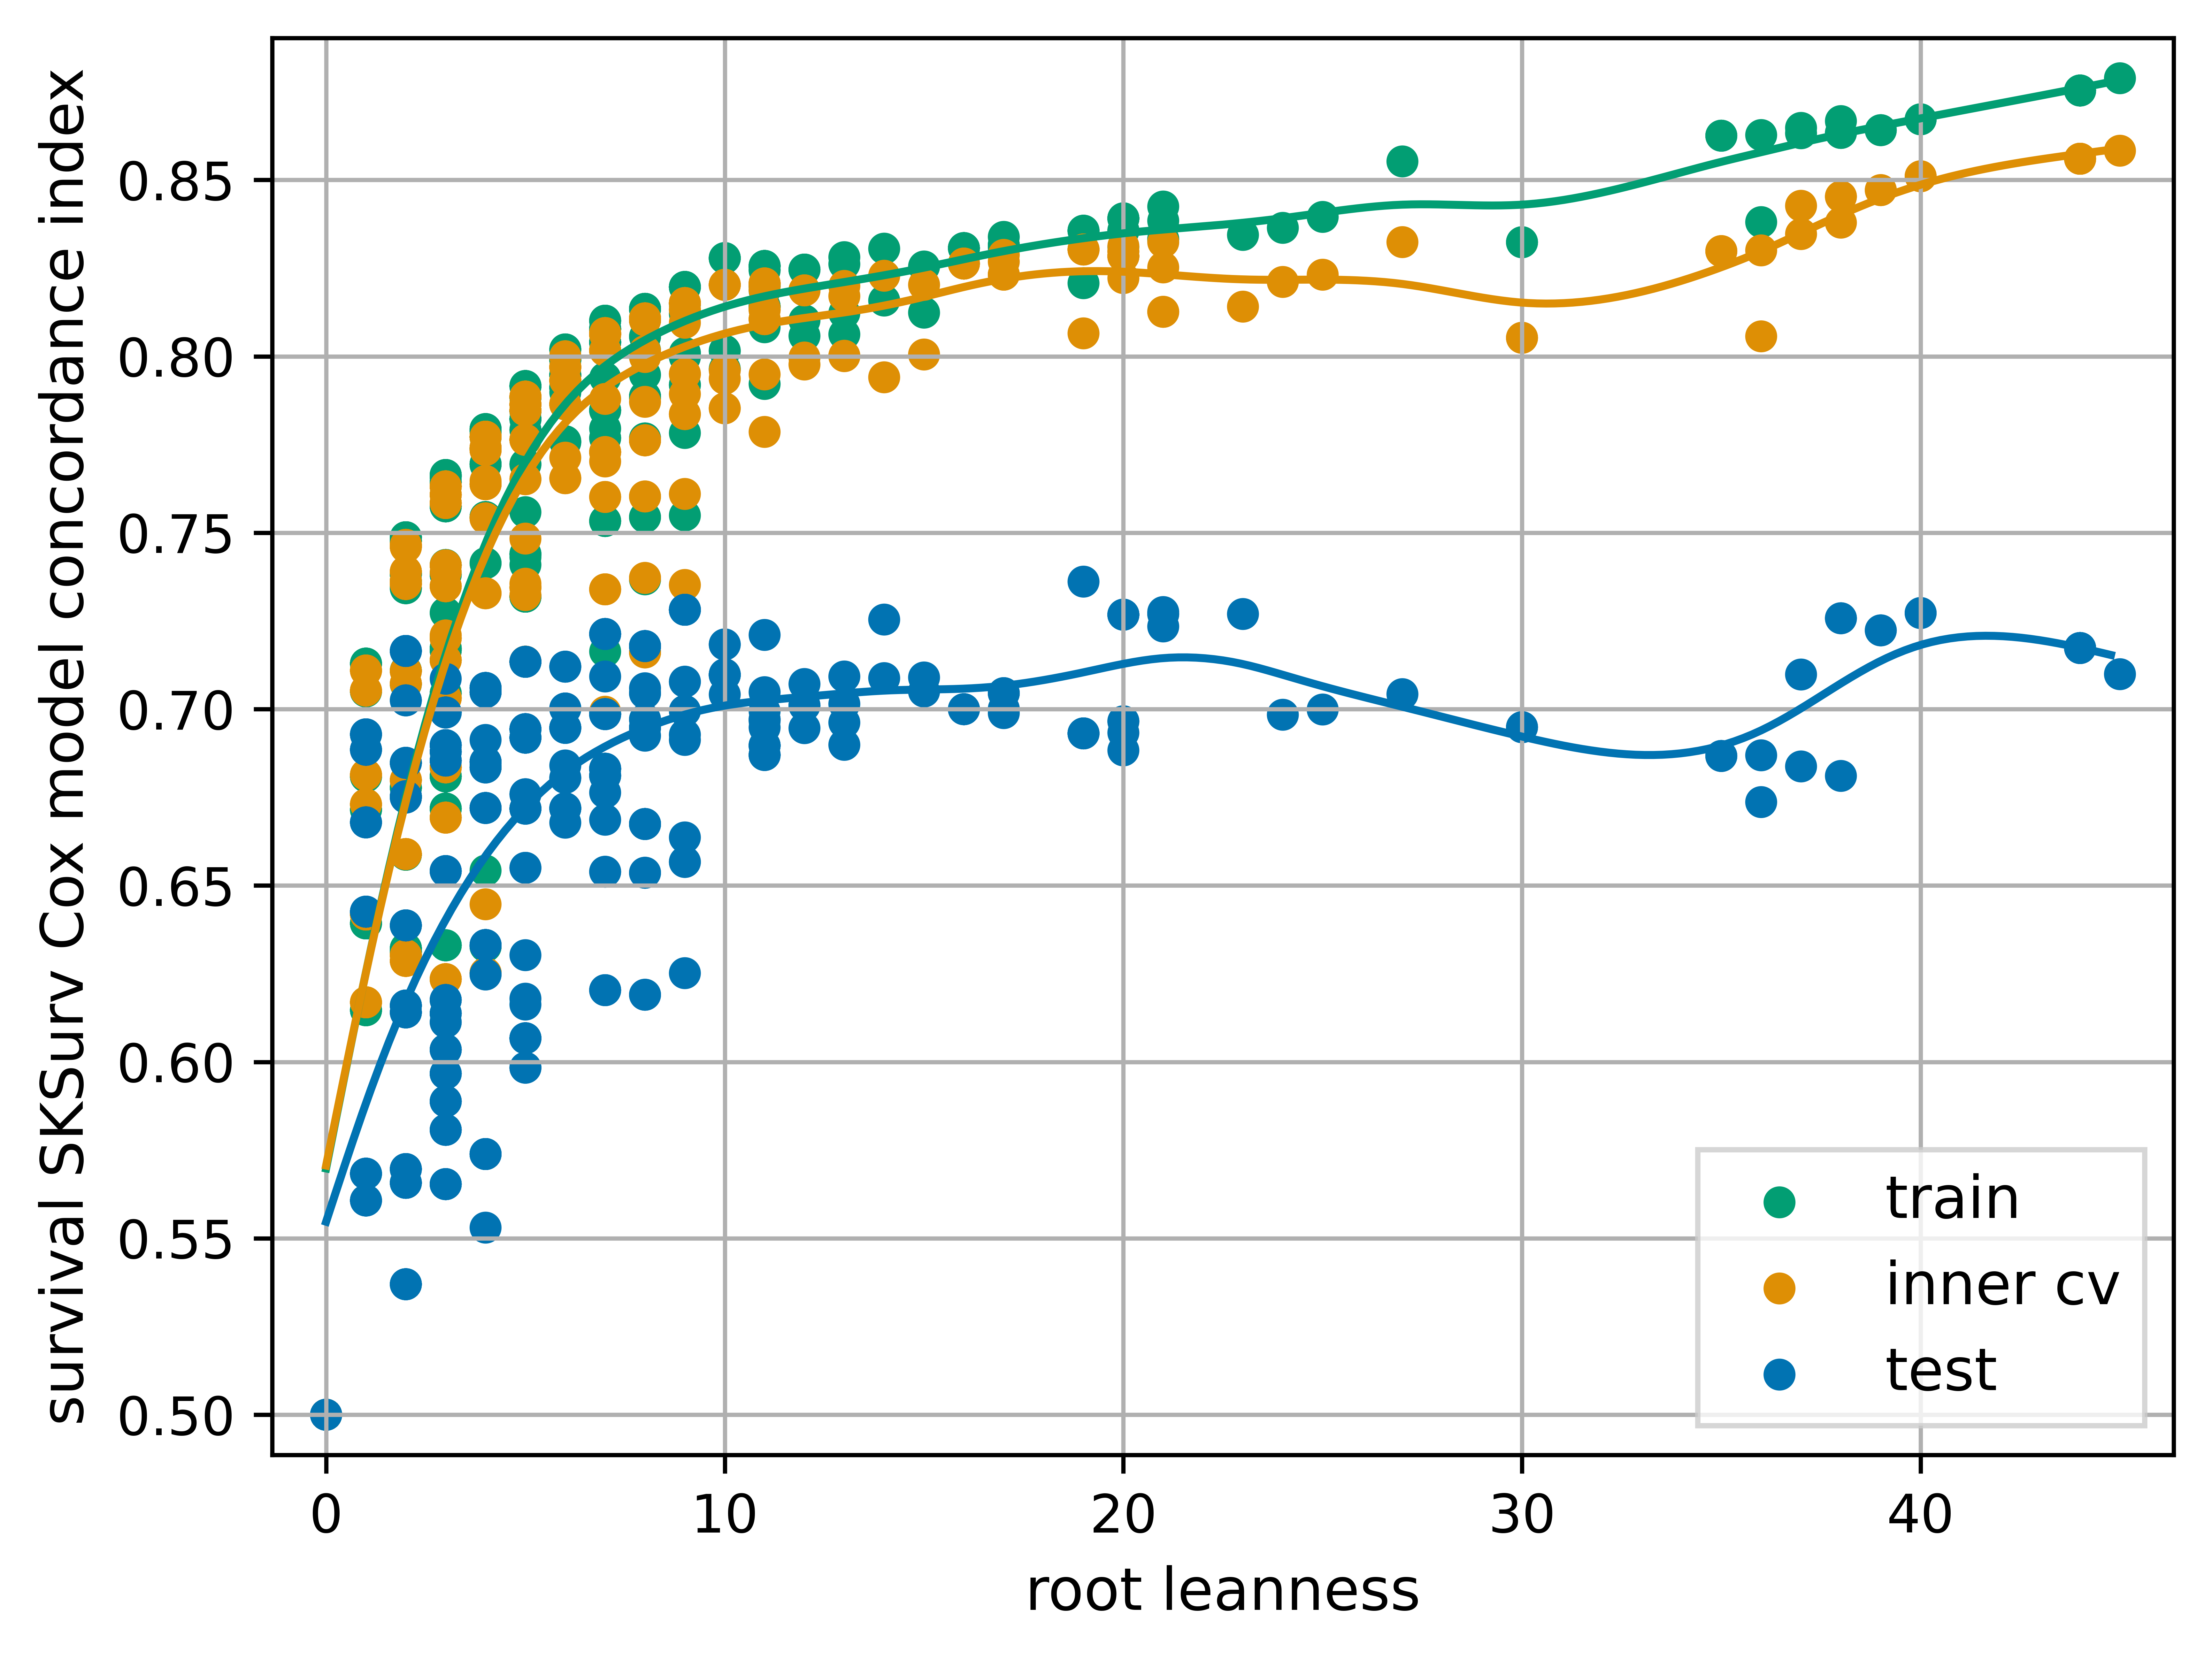 survival SKSurv Cox model concordance index
0.85
0.80
0.75
0.70
0.65
0.60
0.55
0.50
0 10 20 30 40
root leanness
train
inner cv
test